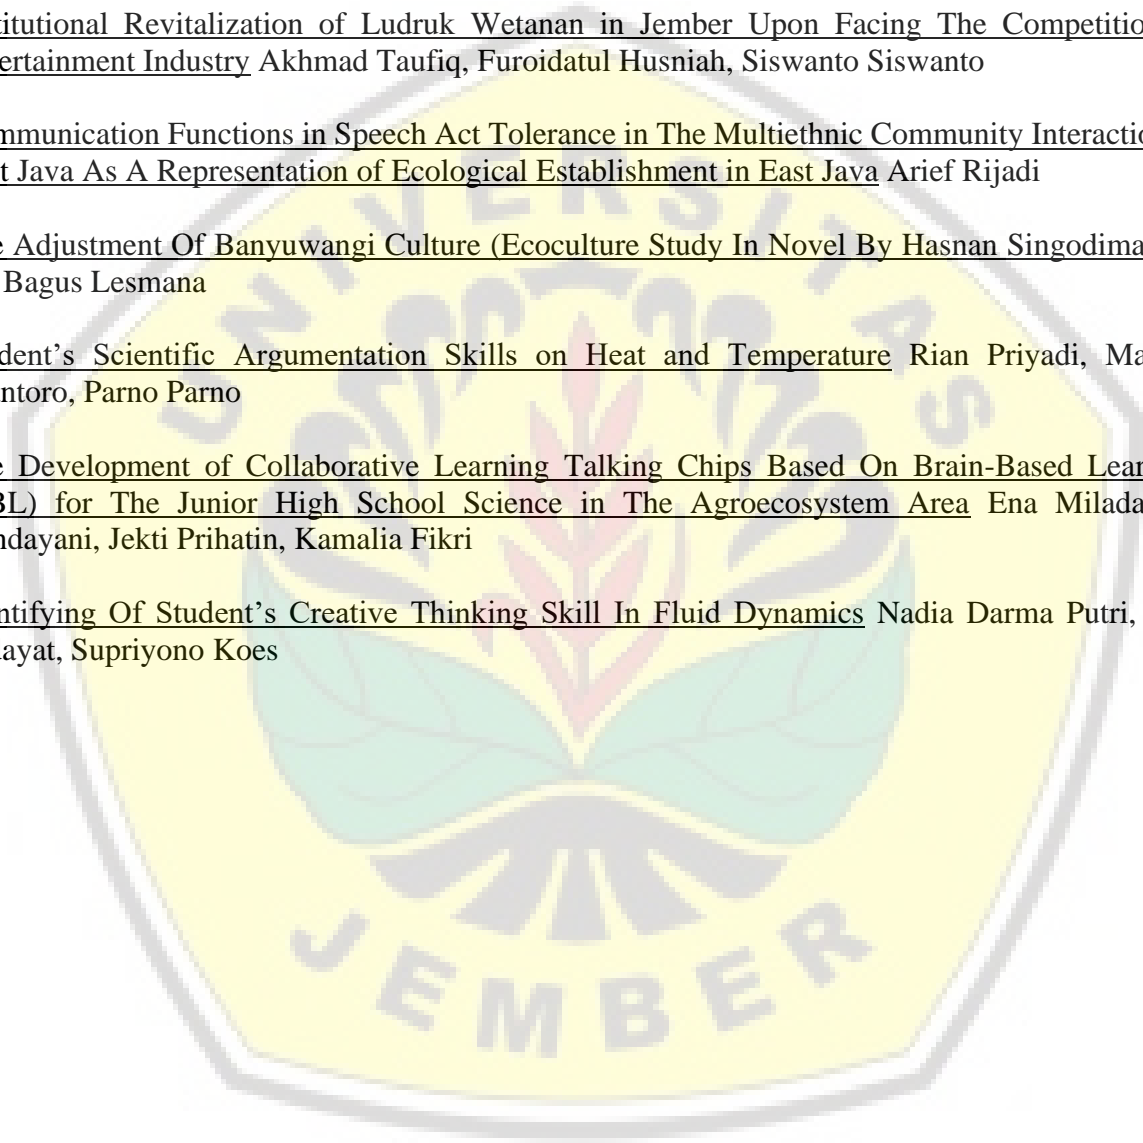 titutional Revitalization of Ludruk Wetanan in Jember Upon Facing The Competitio
ertainment Industry Akhmad Taufiq, Furoidatul Husniah, Siswanto Siswanto
mmunication Functions in Speech Act Tolerance in The Multiethnic Community Interactio
t Java As A Representation of Ecological Establishment in East Java Arief Rijadi
e Adjustment Of Banyuwangi Culture (Ecoculture Study In Novel By Hasnan Singodima
Bagus Lesmana
dent’s Scientific Argumentation Skills on Heat and Temperature Rian Priyadi, Ma
ntoro, Parno Parno
e Development of Collaborative Learning Talking Chips Based On Brain-Based Lear
BL) for The Junior High School Science in The Agroecosystem Area Ena Milada
ndayani, Jekti Prihatin, Kamalia Fikri
ntifying Of Student’s Creative Thinking Skill In Fluid Dynamics Nadia Darma Putri,
ayat, Supriyono Koes
UNIVERSITAS
JEMBER